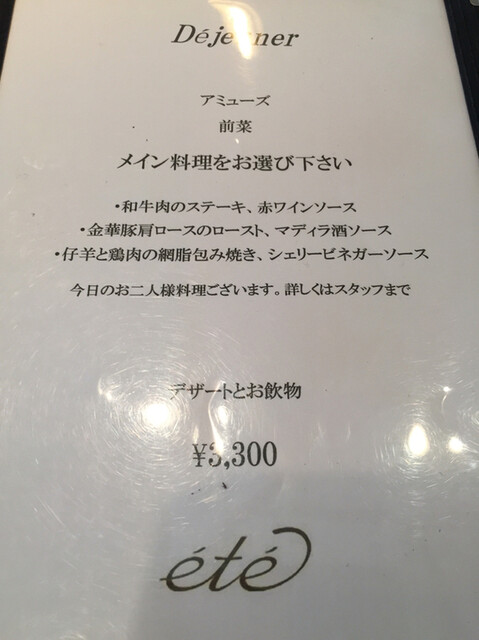 Déjeuner
アミューズ
前菜
メイン料理をお選び下さい
・和牛肉のステーキ、赤ワインソース
・金華豚肩ロースのロースト、マディラ酒ソース
・仔羊と鶏肉の網脂包み焼き、シェリービネガーソース
今日のお二人様料理ございます。詳しくはスタッフまで
デザートとお飲物
¥3,300
été